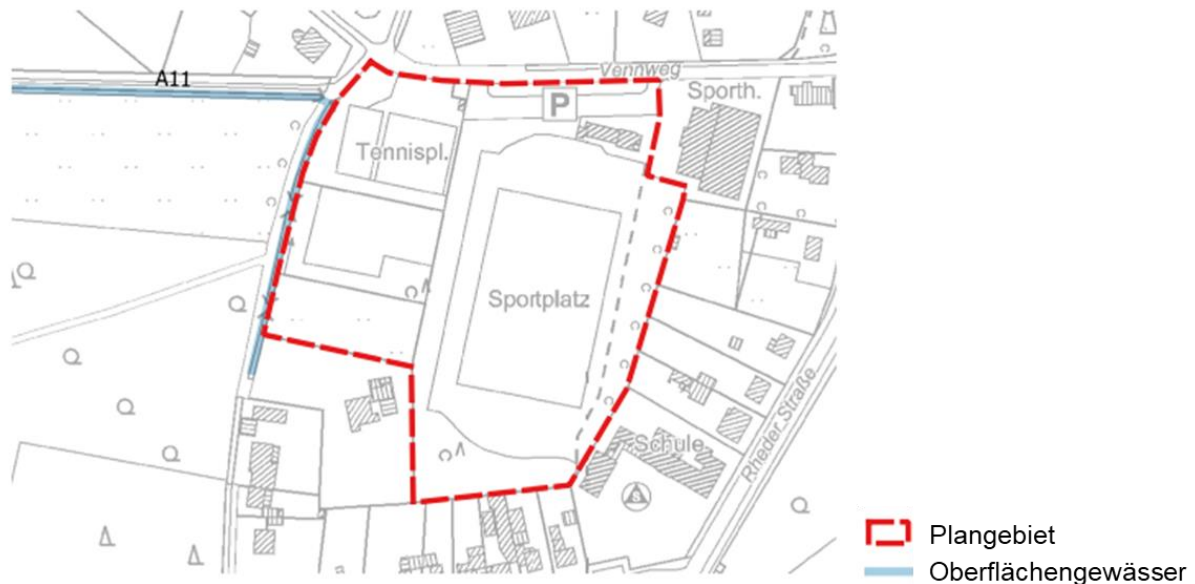 A11
Vennweg
P
Sporth.
Tennispl.
Sportplatz
Schule
Rheder Straße
Plangebiet
Oberflächengewässer